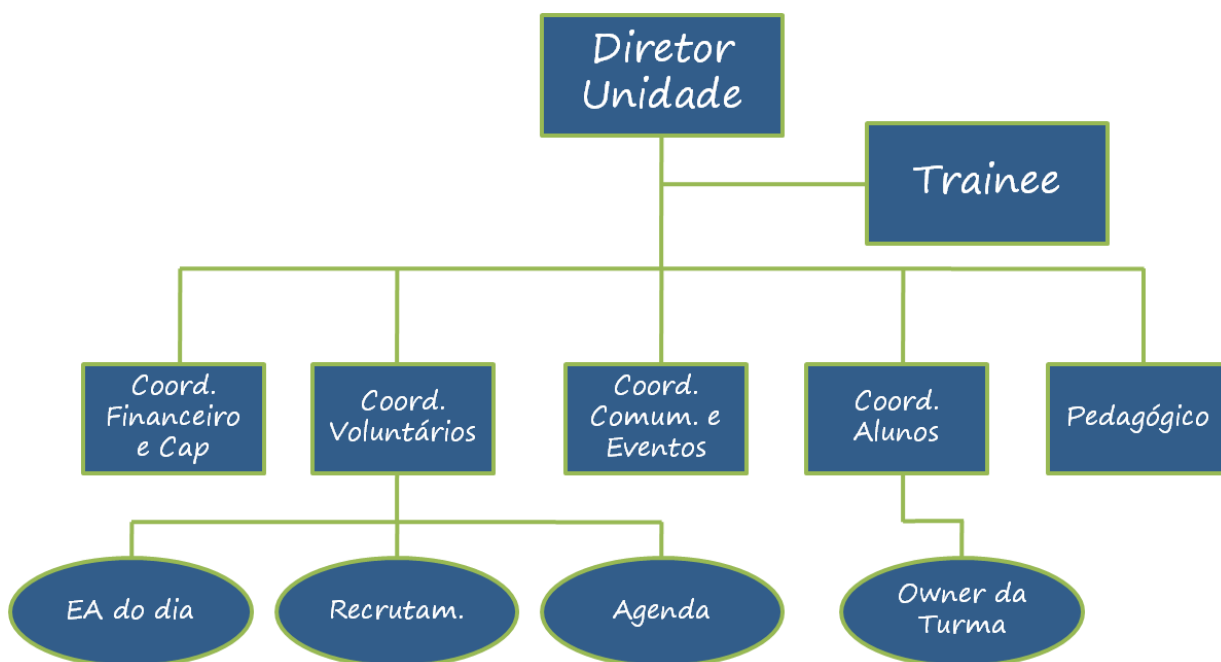 Diretor
Unidade
Trainee
Coord.
Financeiro
e Cap
Coord.
Voluntários
Coord.
Comum. e
Eventos
Coord.
Alunos
Pedagógico
EA do dia
Recrutam.
Agenda
Owner da
Turma